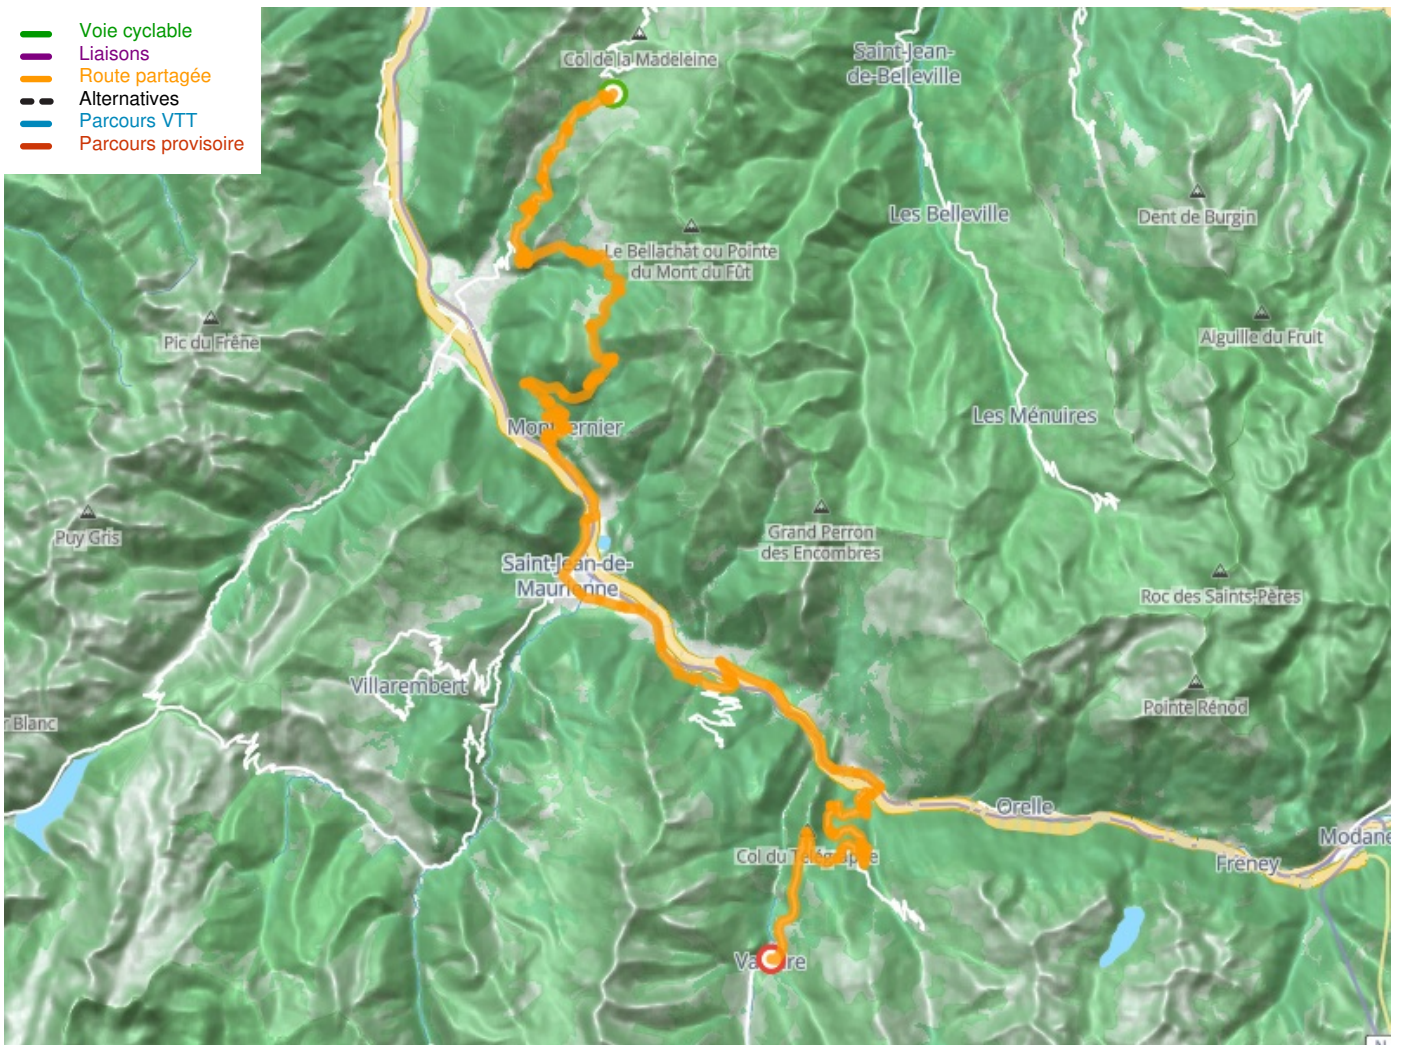 Voie cyclable
Liaisons
Route partagée
Alternatives
Parcours VTT
Parcours provisoire
Col de la Madeleine
Saint-Jean-
de-Belleville
Dent de Burgin
Les Belleville
Le Bellachat ou Pointe
du Mont du Fût
Pic du Frêne
Aiguille du Fruit
Les Ménuires
Puy Gris
Grand Perron
des Encombres
Saint-Jean-de-
Maurienne
Roc des Saints-Pères
Villarembert
Pointe Rénod
r Blanc
Orelle
Modane
Col du Télégraphe
Freney